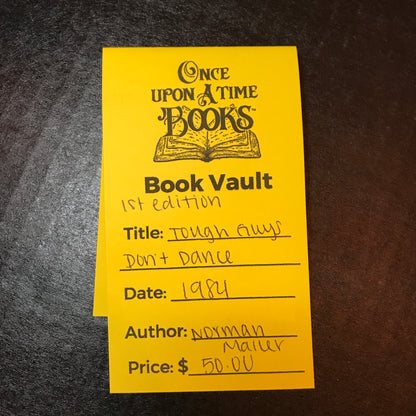 ONCE
UPON A TIME
BOOKS™
Book Vault
1st edition
Title: Tough Guys
Don't Dance
Date: 1984
Author: Norman
Mailer
Price: $ 50.00